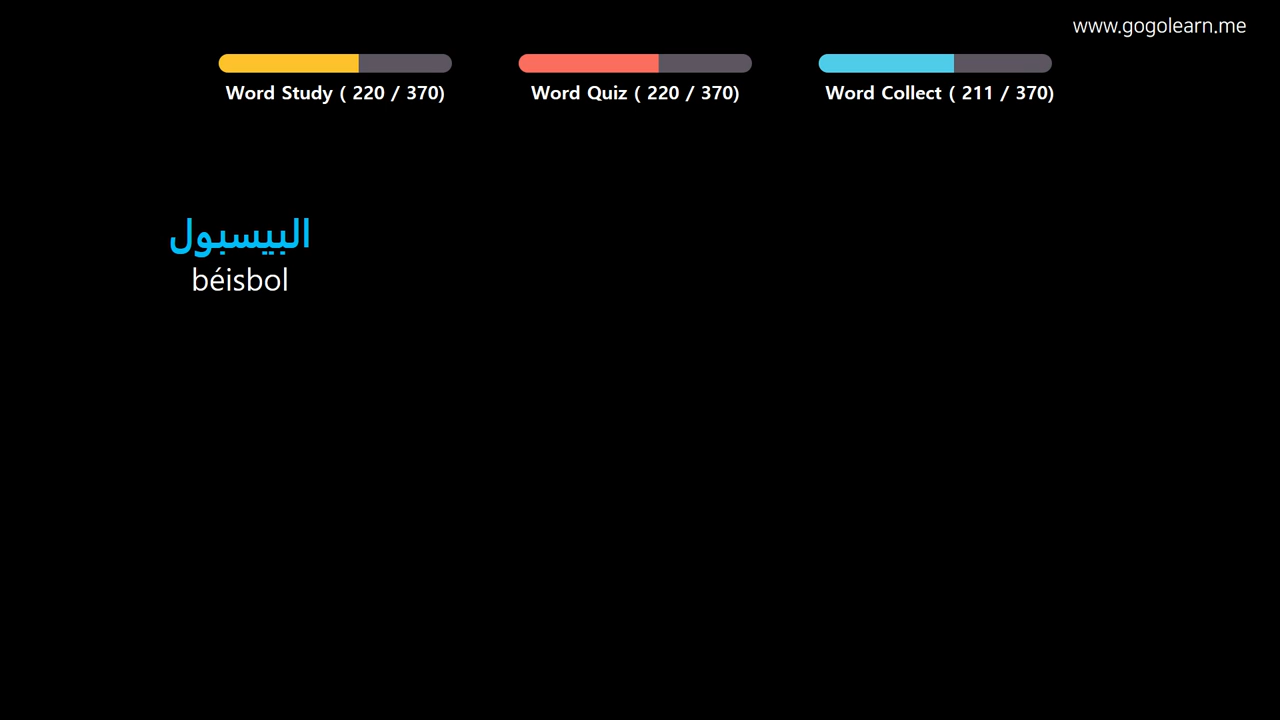 www.gogolearn.me
Word Study ( 220 / 370)
Word Quiz ( 220 / 370)
Word Collect ( 211 / 370)
البيسبول
béisbol